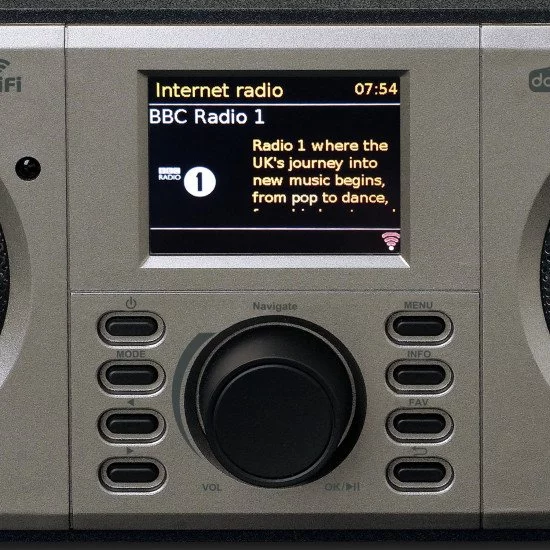 Internet radio 07:54
BBC Radio 1
Radio 1 where the
UK's journey into
new music begins,
from pop to dance,
BBC
RADIO 1
Navigate
MENU
MODE
INFO
FAV
VOL
OK/▶II